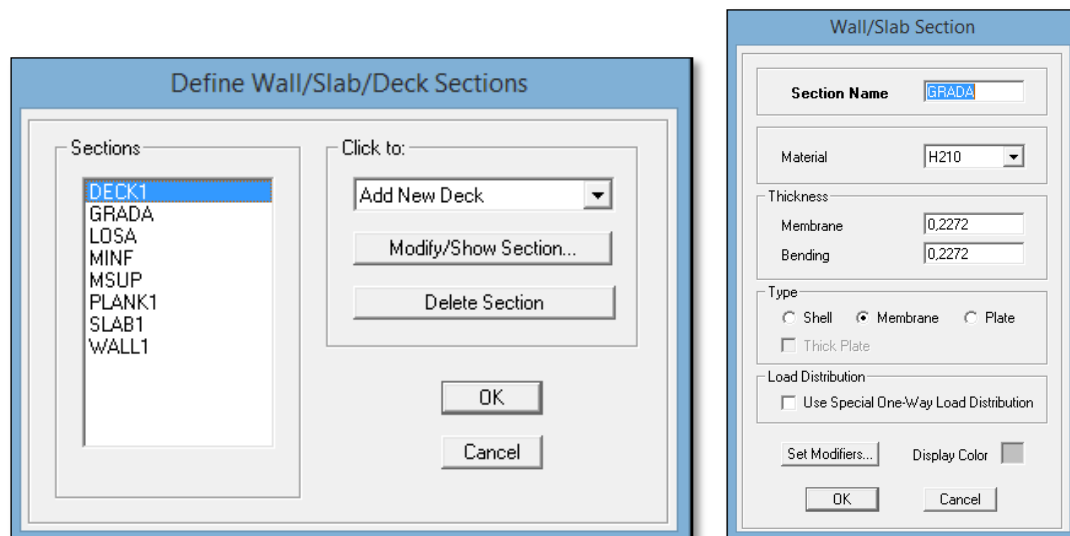 Define Wall/Slab/Deck Sections
Sections
DECK1
GRADA
LOSA
MINF
MSUP
PLANK1
SLAB1
WALL1
Click to:
Add New Deck
Modify/Show Section...
Delete Section
OK
Cancel
Wall/Slab Section
Section Name GRADA
Material H210
Thickness
Membrane 0,2272
Bending 0,2272
Type
Shell Membrane Plate
Thick Plate
Load Distribution
Use Special One-Way Load Distribution
Set Modifiers... Display Color
OK Cancel